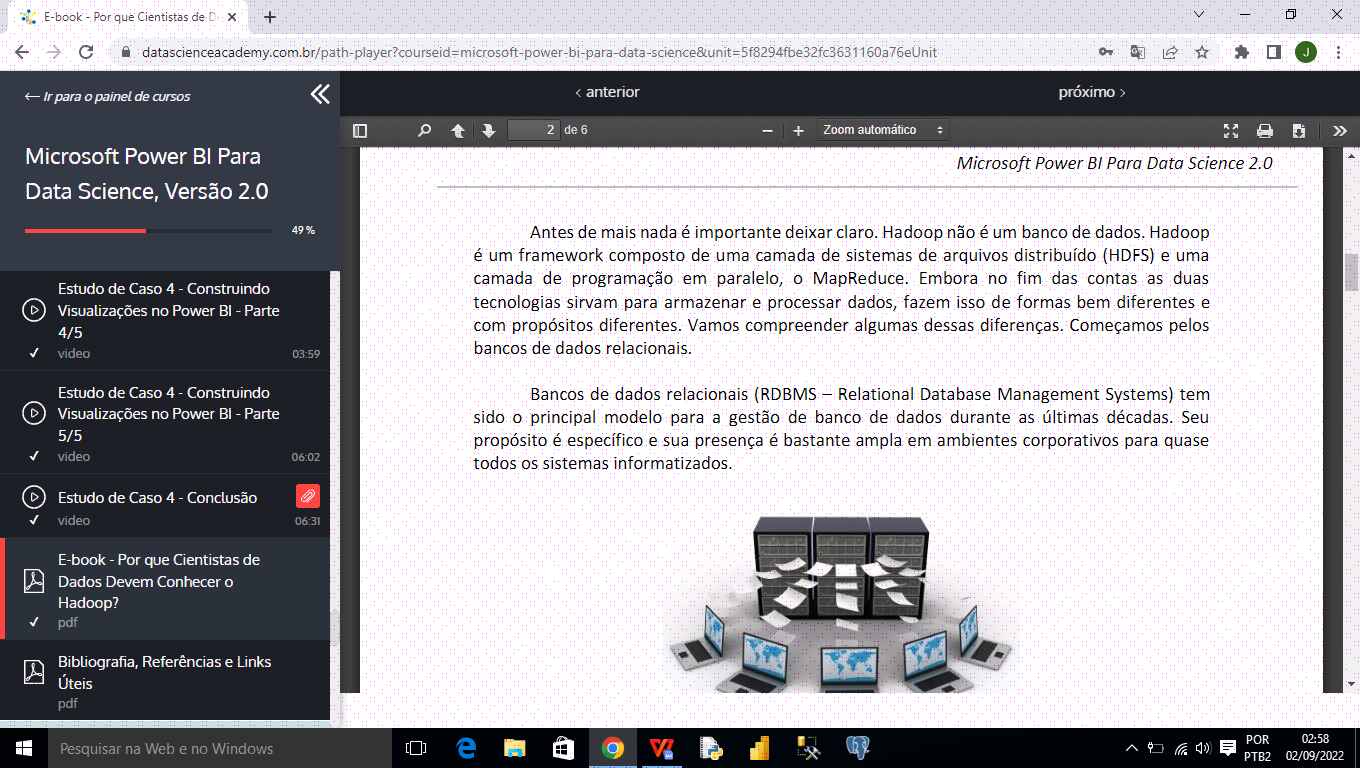 E-book - Por que Cientistas de D
datascienceacademy.com.br/path-player?courseid=microsoft-power-bi-para-data-science&unit=5f8294fbe32fc3631160a76eUnit
J
← Ir para o painel de cursos
Microsoft Power BI Para
Data Science, Versão 2.0
49 %
Estudo de Caso 4 - Construindo
Visualizações no Power BI - Parte
4/5
video 03:59
Estudo de Caso 4 - Construindo
Visualizações no Power BI - Parte
5/5
video 06:02
Estudo de Caso 4 - Conclusão
video 06:31
E-book - Por que Cientistas de
Dados Devem Conhecer o
Hadoop?
pdf
Bibliografia, Referências e Links
Úteis
pdf
‹ anterior próximo ›
2 de 6 Zoom automático
Microsoft Power BI Para Data Science 2.0
Antes de mais nada é importante deixar claro. Hadoop não é um banco de dados. Hadoop
é um framework composto de uma camada de sistemas de arquivos distribuído (HDFS) e uma
camada de programação em paralelo, o MapReduce. Embora no fim das contas as duas
tecnologias sirvam para armazenar e processar dados, fazem isso de formas bem diferentes e
com propósitos diferentes. Vamos compreender algumas dessas diferenças. Começamos pelos
bancos de dados relacionais.
Bancos de dados relacionais (RDBMS – Relational Database Management Systems) tem
sido o principal modelo para a gestão de banco de dados durante as últimas décadas. Seu
propósito é específico e sua presença é bastante ampla em ambientes corporativos para quase
todos os sistemas informatizados.
Pesquisar na Web e no Windows
POR
PTB2
02:58
02/09/2022